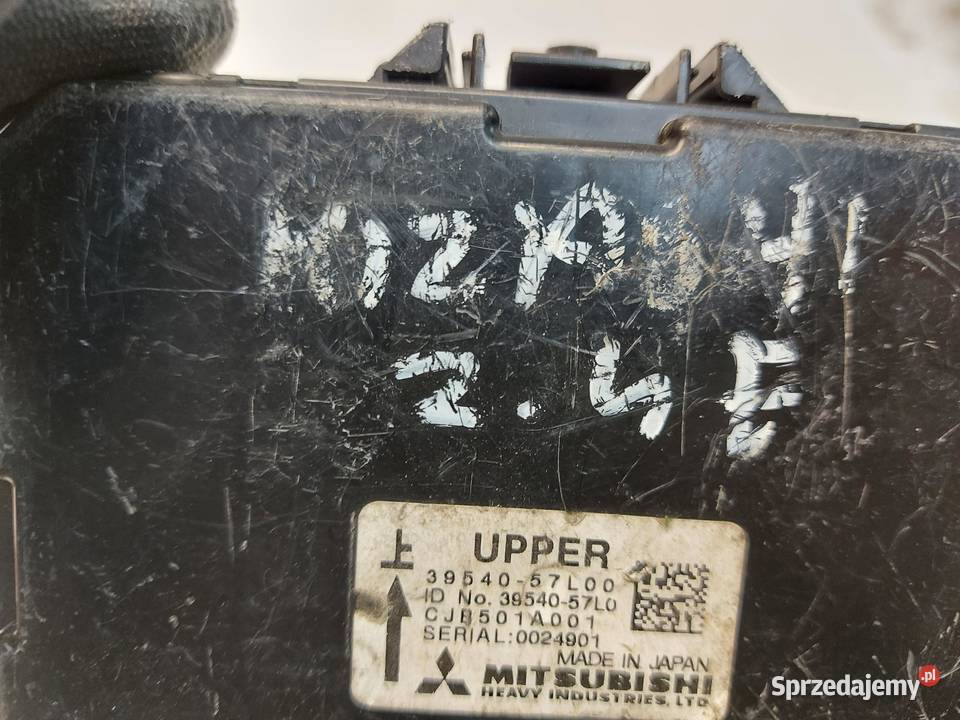 2.4
上 UPPER
39540-57L00
ID No. 39540-57L0
CJB501A001
SERIAL:0024901
MADE IN JAPAN
MITSUBISHI
HEAVY INDUSTRIES, LTD
Sprzedajemy.pl